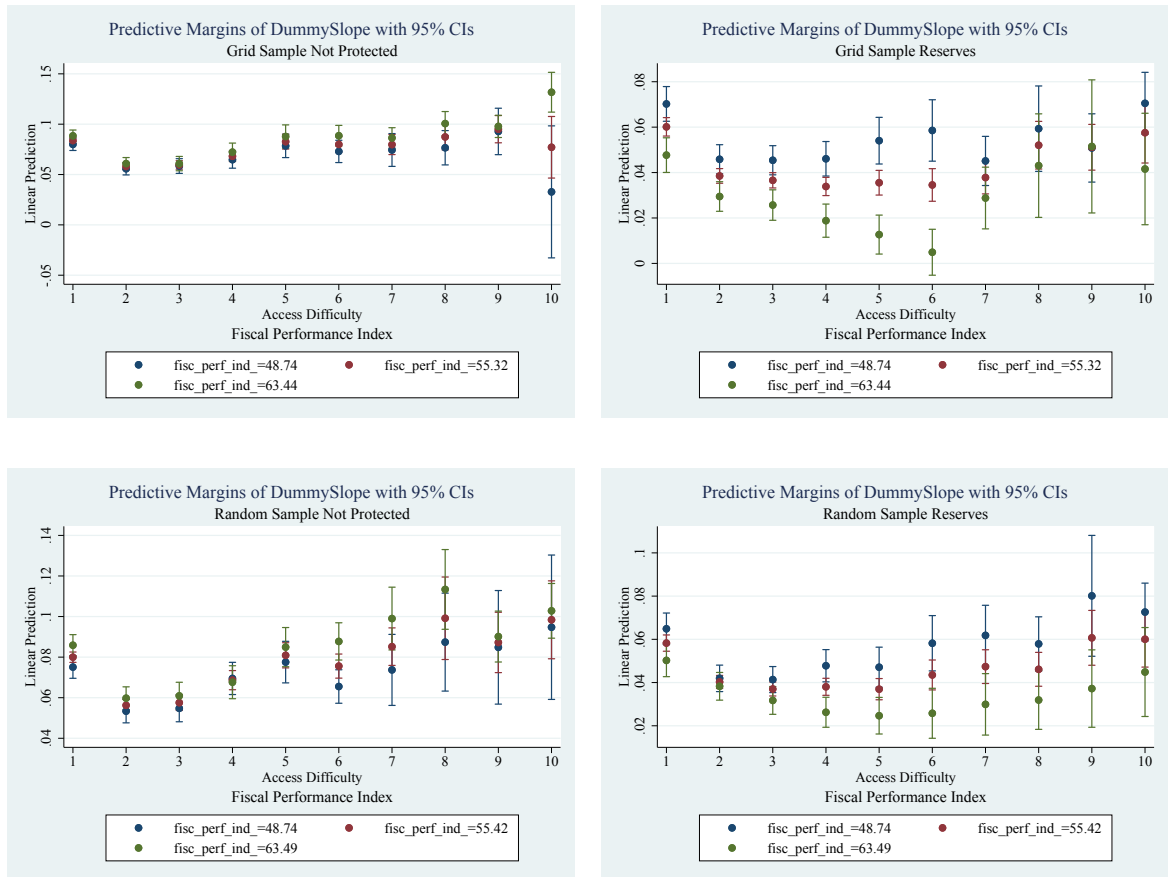 Predictive Margins of DummySlope with 95% CIs
Grid Sample Not Protected
Linear Prediction
.15
.1
.05
0
-.05
1 2 3 4 5 6 7 8 9 10
Access Difficulty
Fiscal Performance Index
fisc_perf_ind_=48.74 fisc_perf_ind_=55.32
fisc_perf_ind_=63.44
Predictive Margins of DummySlope with 95% CIs
Grid Sample Reserves
Linear Prediction
.08
.06
.04
.02
0
1 2 3 4 5 6 7 8 9 10
Access Difficulty
Fiscal Performance Index
fisc_perf_ind_=48.74 fisc_perf_ind_=55.32
fisc_perf_ind_=63.44
Predictive Margins of DummySlope with 95% CIs
Random Sample Not Protected
Linear Prediction
.14
.12
.1
.08
.06
.04
1 2 3 4 5 6 7 8 9 10
Access Difficulty
Fiscal Performance Index
fisc_perf_ind_=48.74 fisc_perf_ind_=55.42
fisc_perf_ind_=63.49
Predictive Margins of DummySlope with 95% CIs
Random Sample Reserves
Linear Prediction
.1
.08
.06
.04
.02
1 2 3 4 5 6 7 8 9 10
Access Difficulty
Fiscal Performance Index
fisc_perf_ind_=48.74 fisc_perf_ind_=55.42
fisc_perf_ind_=63.49